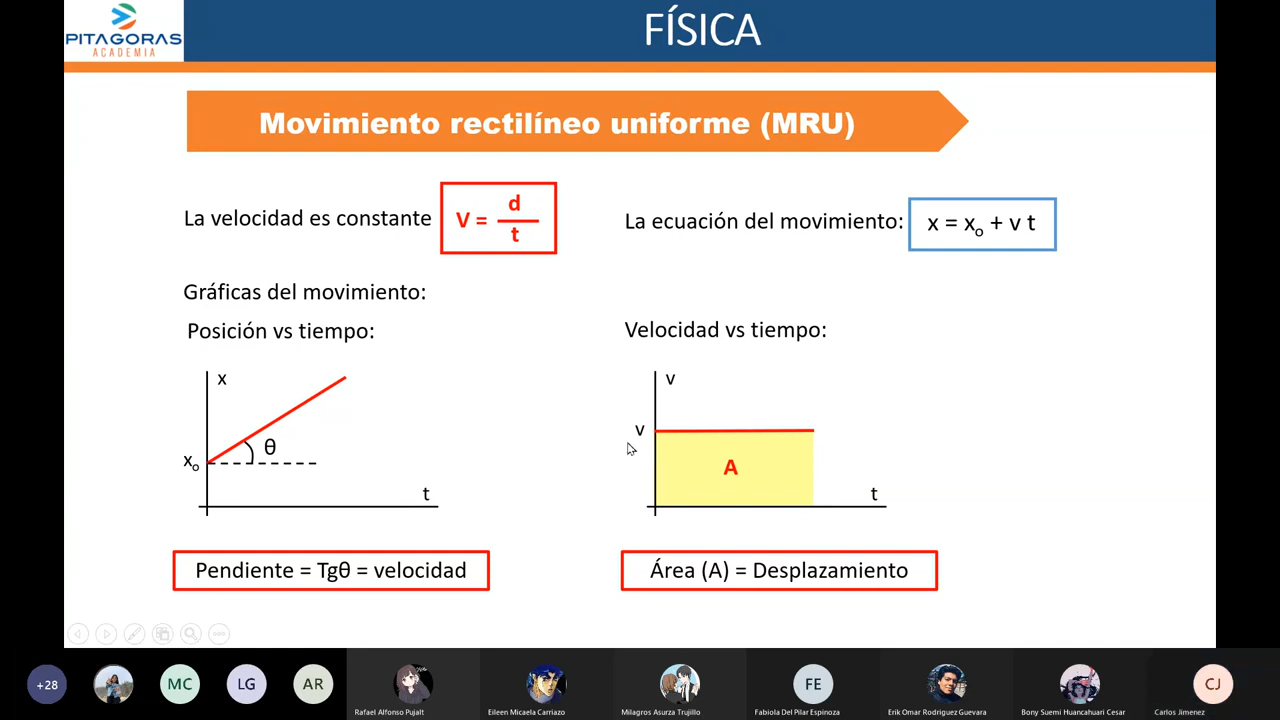 PITAGORAS
ACADEMIA
FÍSICA
Movimiento rectilíneo uniforme (MRU)
La velocidad es constante
V = d / t
La ecuación del movimiento:
x = x₀ + v t
Gráficas del movimiento:
Posición vs tiempo:
Velocidad vs tiempo:
x
θ
x₀
t
v
v
A
t
Pendiente = Tgθ = velocidad
Área (A) = Desplazamiento
+28
MC
LG
AR
FE
CJ
Rafael Alfonso Pujalt
Eileen Micaela Carriazo
Milagros Asurza Trujillo
Fabiola Del Pilar Espinoza
Erik Omar Rodriguez Guevara
Bony Suemi Huancahuari Cesar
Carlos Jimenez